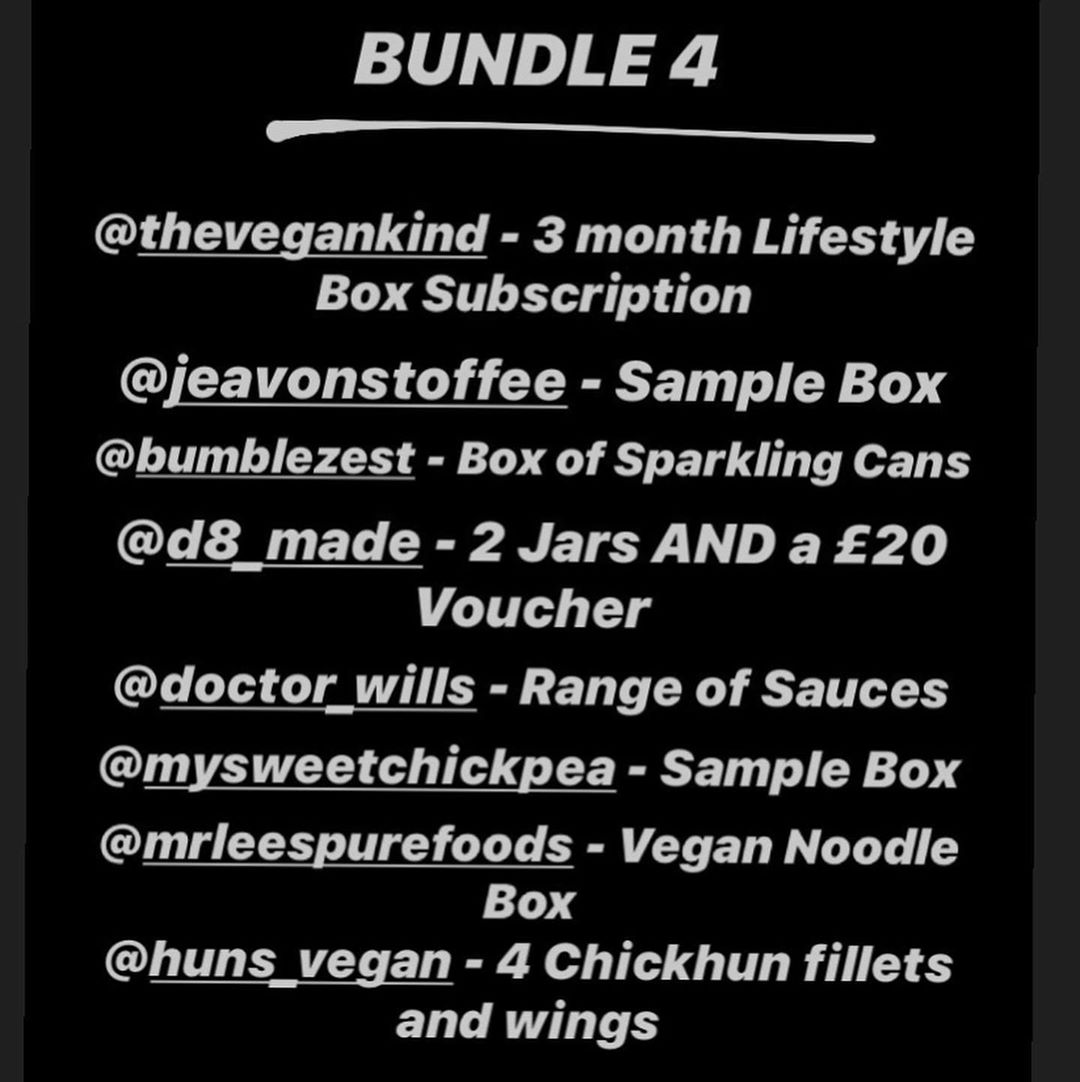 BUNDLE 4
@thevegankind - 3 month Lifestyle
Box Subscription
@jeavonstoffee - Sample Box
@bumblezest - Box of Sparkling Cans
@d8_made - 2 Jars AND a £20
Voucher
@doctor_wills - Range of Sauces
@mysweetchickpea - Sample Box
@mrleespurefoods - Vegan Noodle
Box
@huns_vegan - 4 Chickhun fillets
and wings